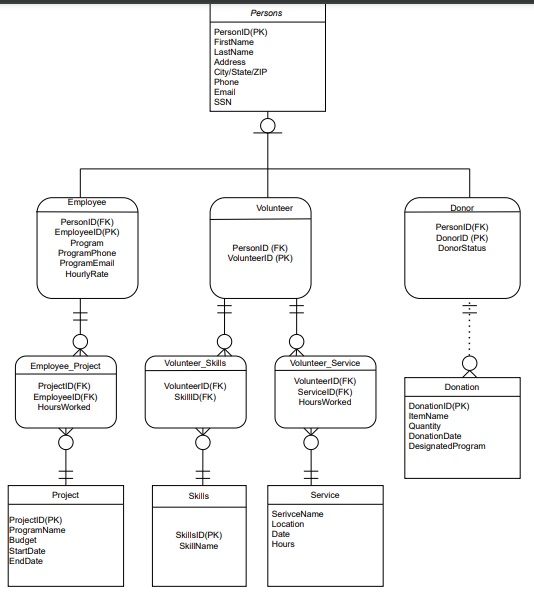 Persons
PersonID(PK)
FirstName
LastName
Address
City/State/ZIP
Phone
Email
SSN
Employee
PersonID(FK)
EmployeeID(PK)
Program
ProgramPhone
ProgramEmail
HourlyRate
Volunteer
PersonID (FK)
VolunteerID (PK)
Donor
PersonID(FK)
DonorID (PK)
DonorStatus
Employee_Project
ProjectID(FK)
EmployeeID(FK)
HoursWorked
Volunteer_Skills
VolunteerID(FK)
SkillID(FK)
Volunteer_Service
VolunteerID(FK)
ServiceID(FK)
HoursWorked
Donation
DonationID(PK)
ItemName
Quantity
DonationDate
DesignatedProgram
Project
ProjectID(PK)
ProgramName
Budget
StartDate
EndDate
Skills
SkillsID(PK)
SkillName
Service
SerivceName
Location
Date
Hours